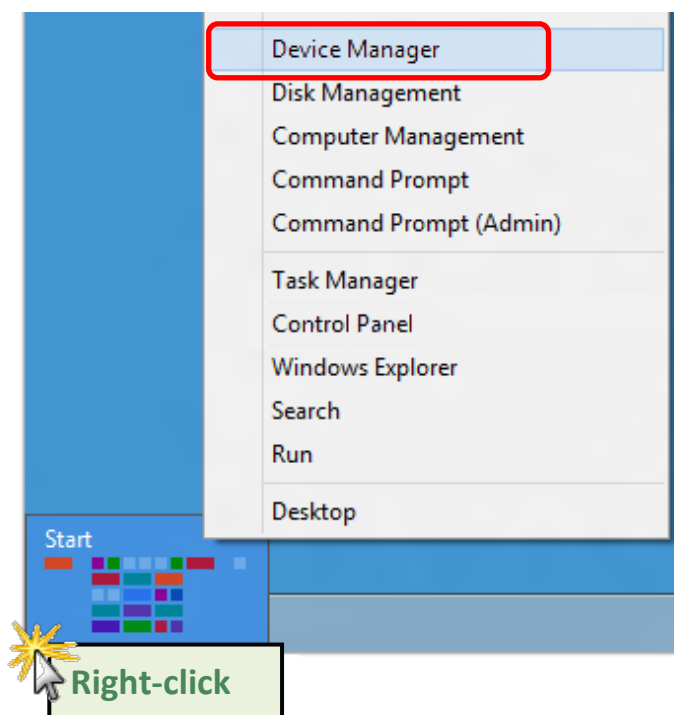 Device Manager
Disk Management
Computer Management
Command Prompt
Command Prompt (Admin)
Task Manager
Control Panel
Windows Explorer
Search
Run
Desktop
Start
Right-click